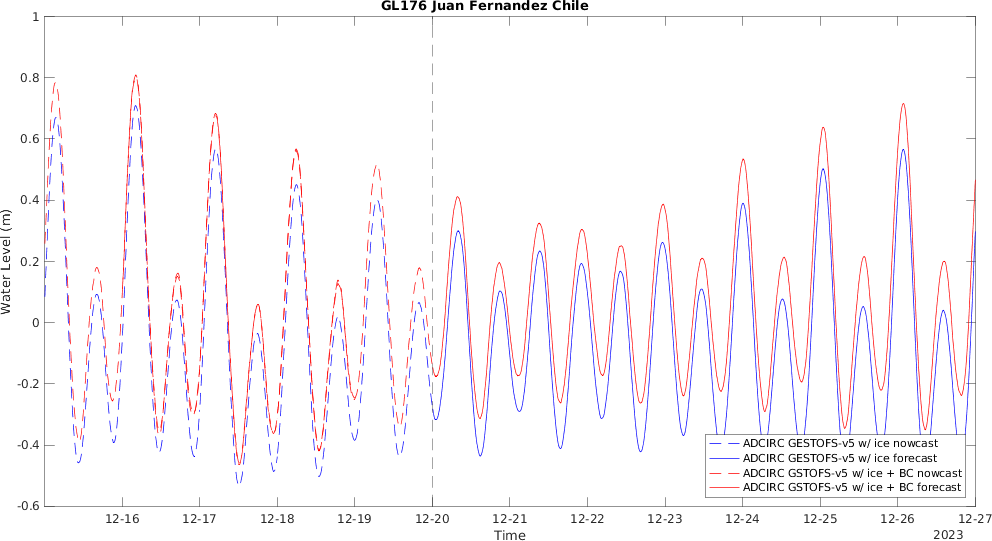 GL176 Juan Fernandez Chile
1
0.8
0.6
0.4
0.2
0
-0.2
-0.4
-0.6
Water Level (m)
12-16 12-17 12-18 12-19 12-20 12-21 12-22 12-23 12-24 12-25 12-26 12-27
Time
2023
ADCIRC GESTOFS-v5 w/ ice nowcast
ADCIRC GESTOFS-v5 w/ ice forecast
ADCIRC GSTOFS-v5 w/ ice + BC nowcast
ADCIRC GSTOFS-v5 w/ ice + BC forecast